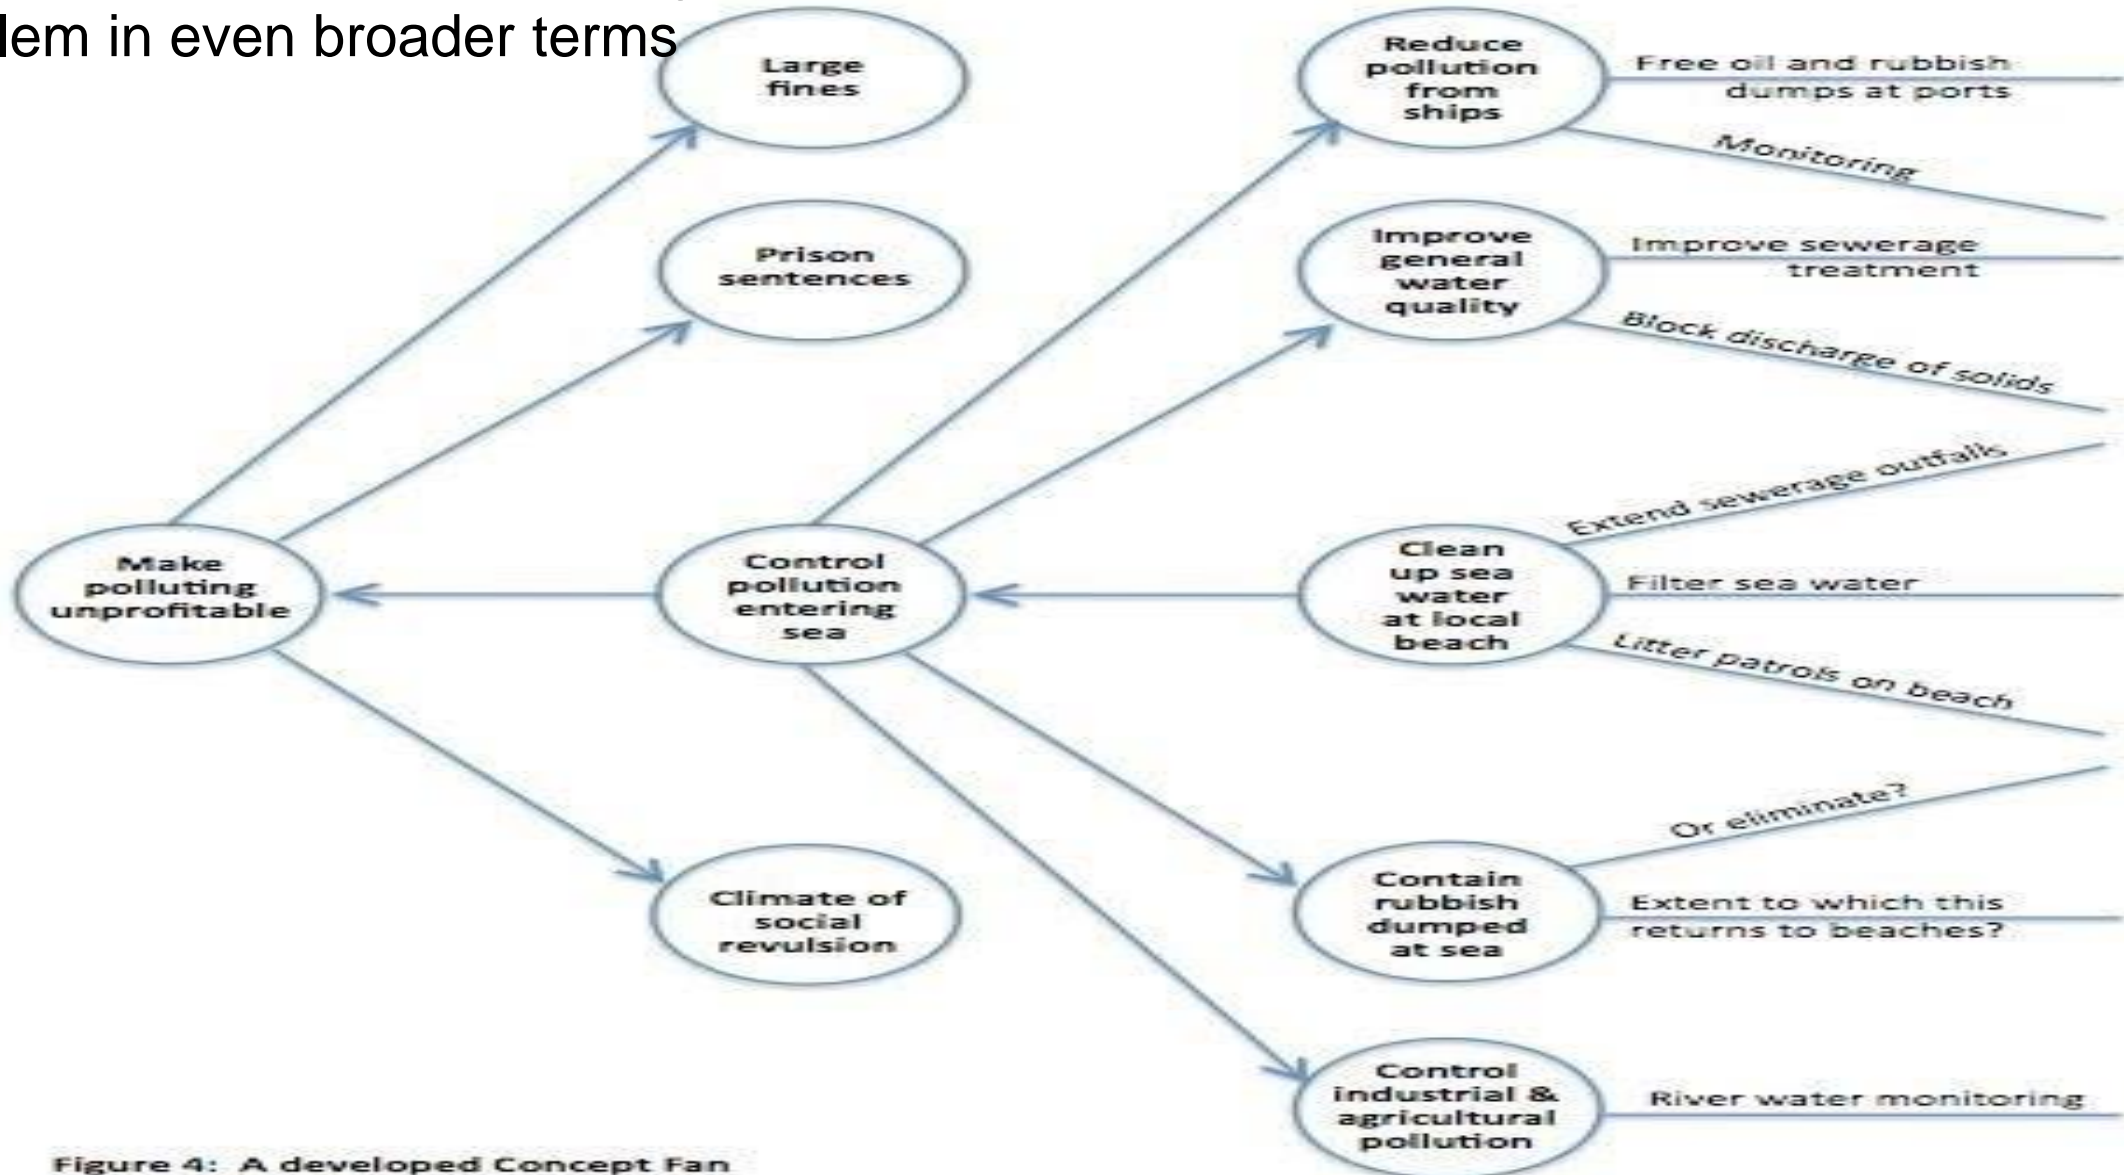 lem in even broader terms
Large
fines
Reduce
pollution
from
ships
Free oil and rubbish
dumps at ports
Monitoring
Prison
sentences
Improve
general
water
quality
Improve sewerage
treatment
Block discharge of solids
Make
polluting
unprofitable
Control
pollution
entering
sea
Clean
up sea
water
at local
beach
Extend sewerage outfalls
Filter sea water
Litter patrols on beach
Climate of
social
revulsion
Contain
rubbish
dumped
at sea
Or eliminate?
Extent to which this
returns to beaches?
Control
industrial &
agricultural
pollution
River water monitoring
Figure 4: A developed Concept Fan